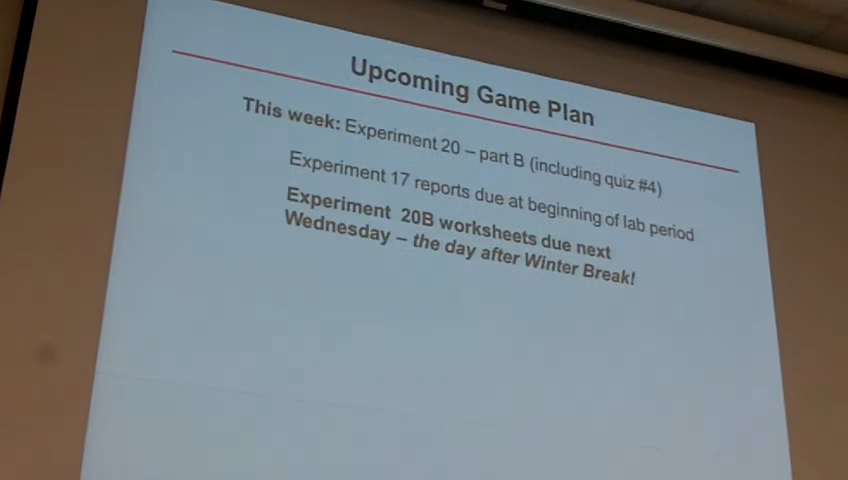 Upcoming Game Plan
This week: Experiment 20 – part B (including quiz #4)
Experiment 17 reports due at beginning of lab period
Experiment 20B worksheets due next
Wednesday – the day after Winter Break!